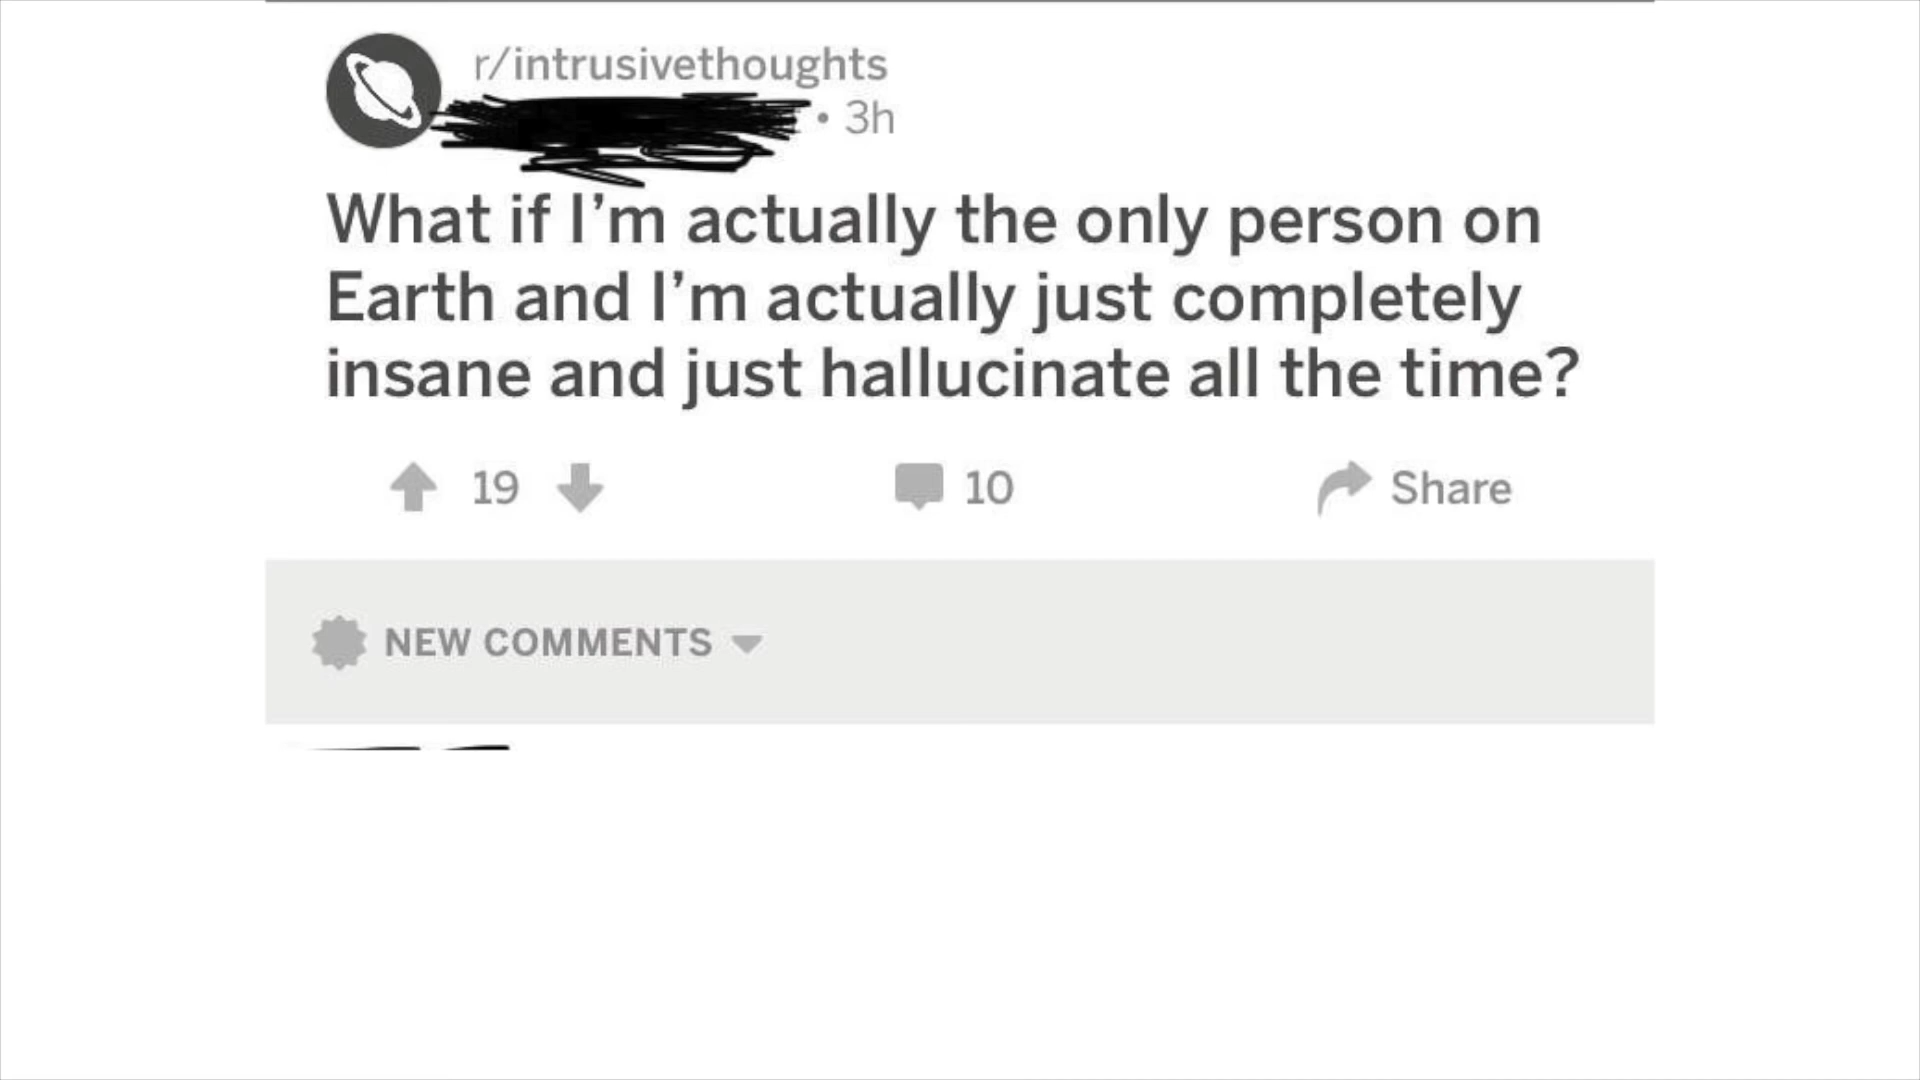 r/intrusivethoughts
• 3h
What if I’m actually the only person on
Earth and I’m actually just completely
insane and just hallucinate all the time?
19 10 Share
NEW COMMENTS